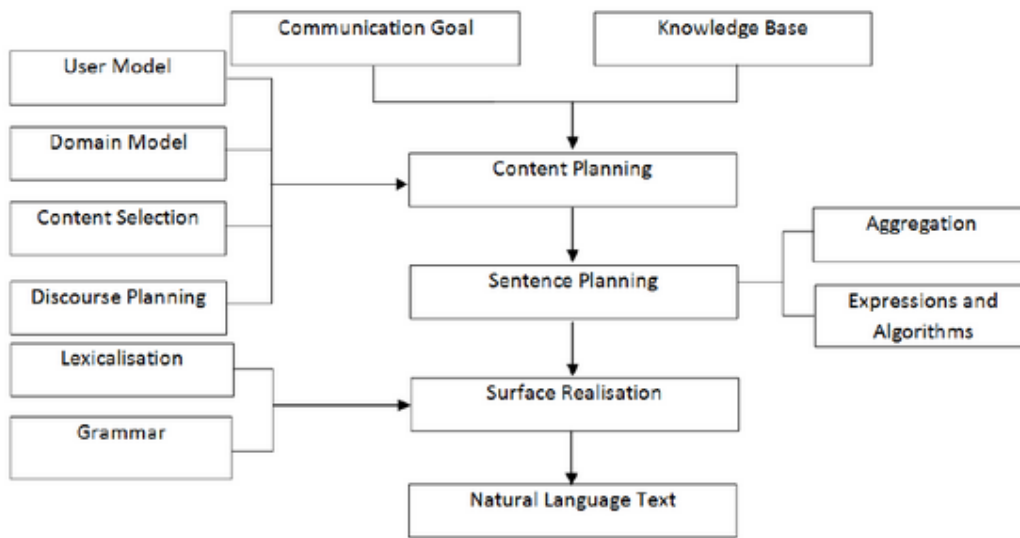 Communication Goal
Knowledge Base
User Model
Domain Model
Content Planning
Content Selection
Aggregation
Sentence Planning
Discourse Planning
Expressions and
Algorithms
Lexicalisation
Surface Realisation
Grammar
Natural Language Text